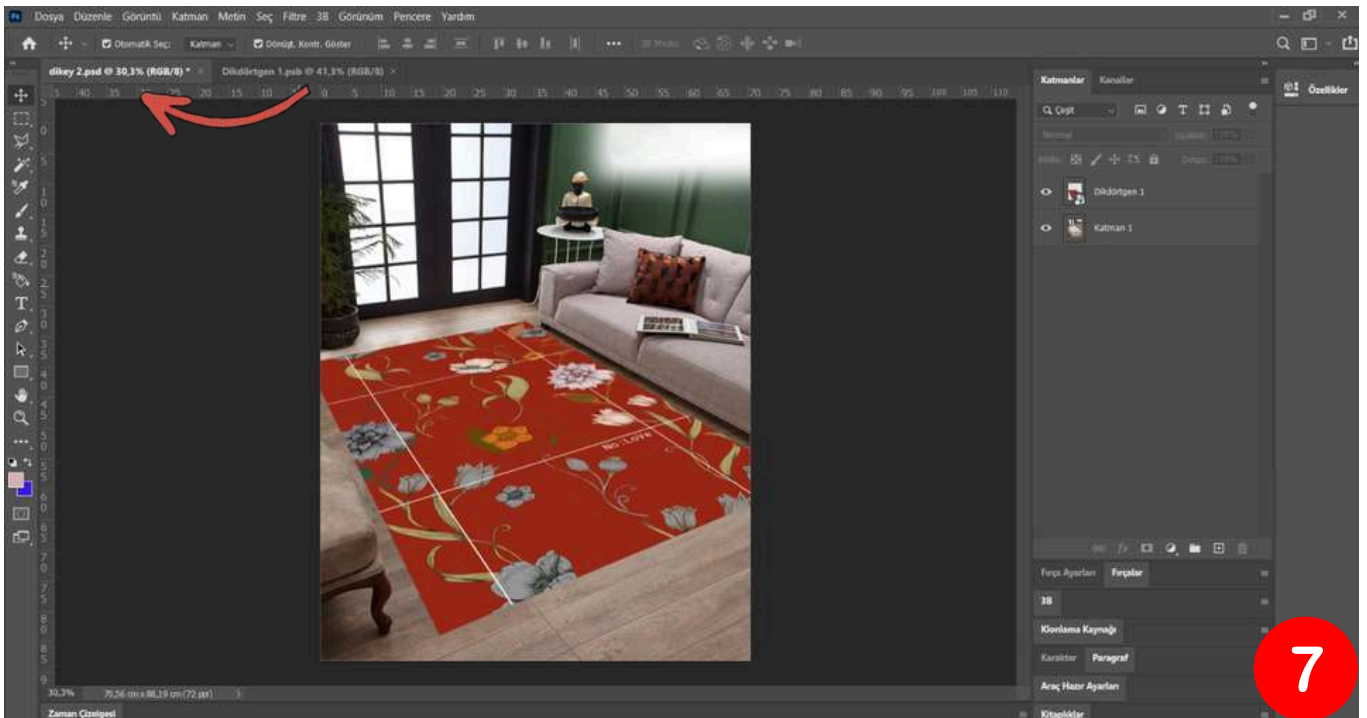 Ps Dosya Düzenle Görüntü Katman Metin Seç Filtre 3B Görünüm Pencere Yardım
Otomatik Seç: Katman Dönüşt. Kontr. Göster
dikey 2.psd @ 30,3% (RGB/8) * × Dikdörtgen 1.psb @ 41,3% (RGB/8) ×
Katmanlar Kanallar
Özellikler
Çeşit
Normal
Dikdörtgen 1
Katman 1
No:Love
Fırça Ayarları Fırçalar
3B
Klonlama Kaynağı
Karakter Paragraf
Araç Hazır Ayarları
Kitaplıklar
30,3% 70,56 cm x 88,19 cm (72 ppi)
Zaman Çizelgesi
7